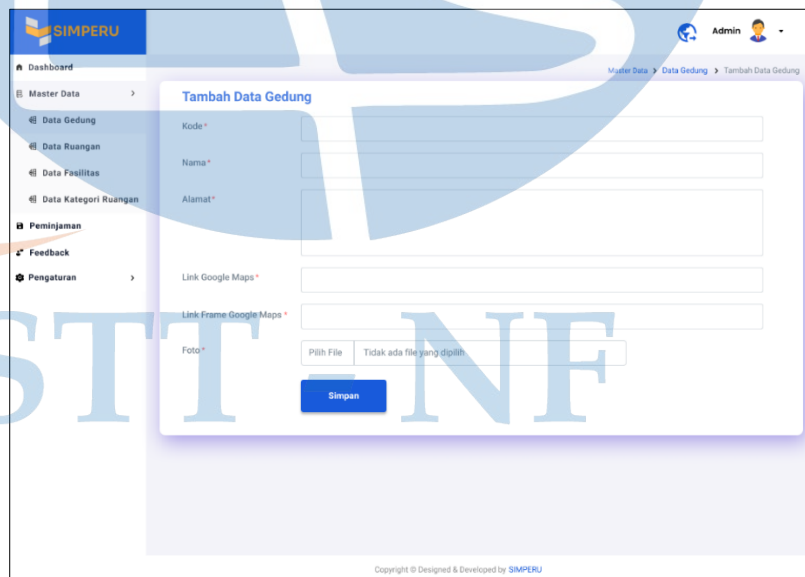 SIMPERU
Admin
Dashboard
Master Data > Data Gedung > Tambah Data Gedung
Master Data >
Data Gedung
Data Ruangan
Data Fasilitas
Data Kategori Ruangan
Peminjaman
Feedback
Pengaturan >
Tambah Data Gedung
Kode*
Nama*
Alamat*
Link Google Maps*
Link Frame Google Maps*
Foto*
Pilih File Tidak ada file yang dipilih
Simpan
STT - NF
Copyright © Designed & Developed by SIMPERU